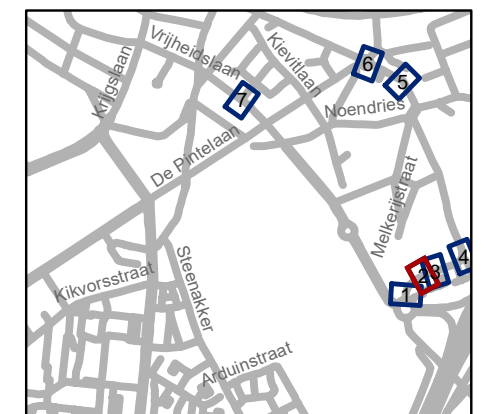 Vrijheidslaan
Kievitlaan
Krijgslaan
6
5
7
Noendries
De Pintelaan
Melkerijstraat
4
2
3
1
Kikvorsstraat
Steenakker
Arduinstraat